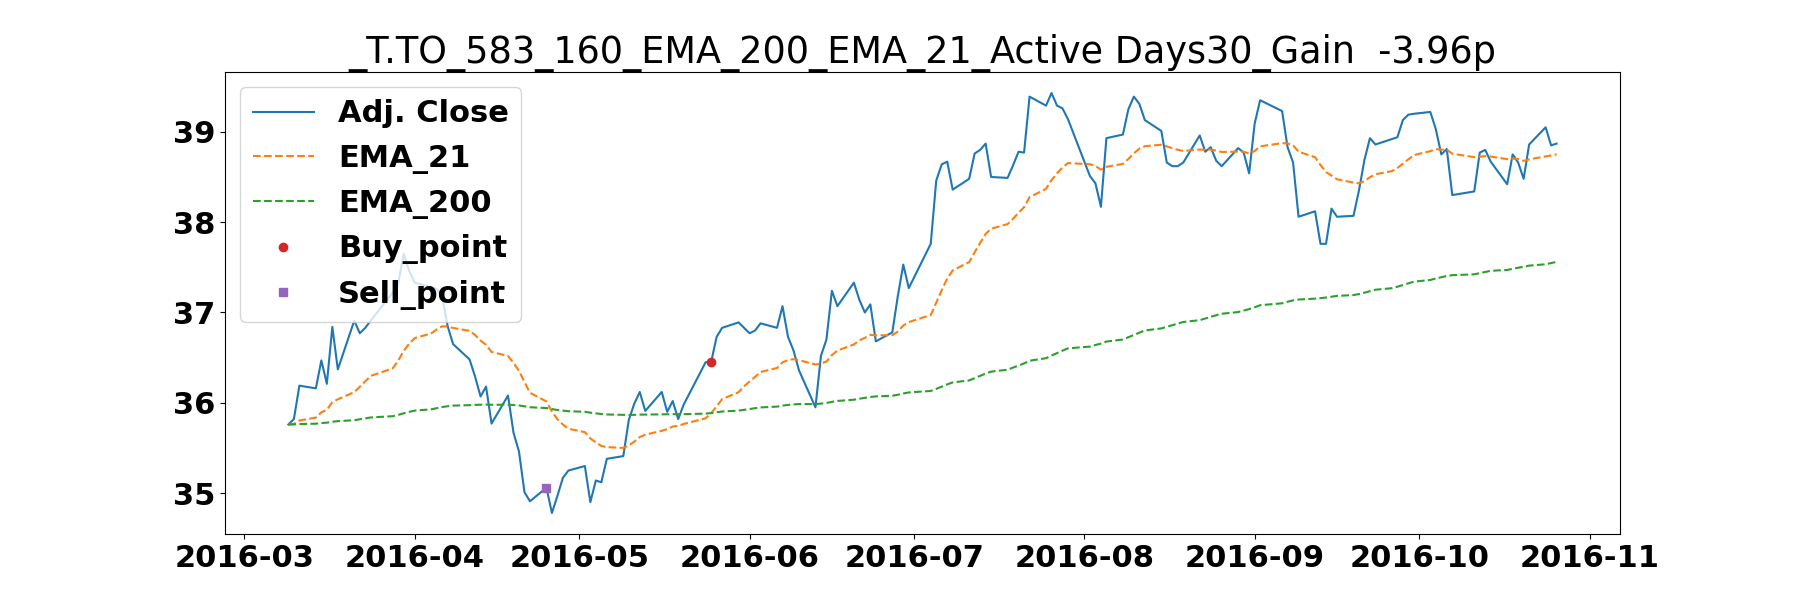 _T.TO_583_160_EMA_200_EMA_21_Active Days30_Gain  -3.96p
Adj. Close
EMA_21
EMA_200
Buy_point
Sell_point
39
38
37
36
35
2016-03 2016-04 2016-05 2016-06 2016-07 2016-08 2016-09 2016-10 2016-11